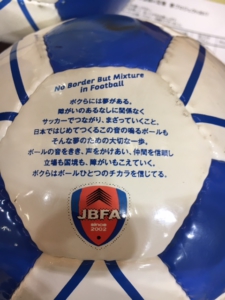 No Border But Mixture
in Football
ボクらには夢がある。
障がいのあるなしに関係なく
サッカーでつながり、まざっていくこと。
日本ではじめてつくるこの音の鳴るボールも
そんな夢のための大切な一歩。
ボールの音をきき、声をかけあい、仲間を信頼し
立場も国境も、障がいもこえていく。
ボクらはボールひとつのチカラを信じてる。
JBFA
SINCE
2002